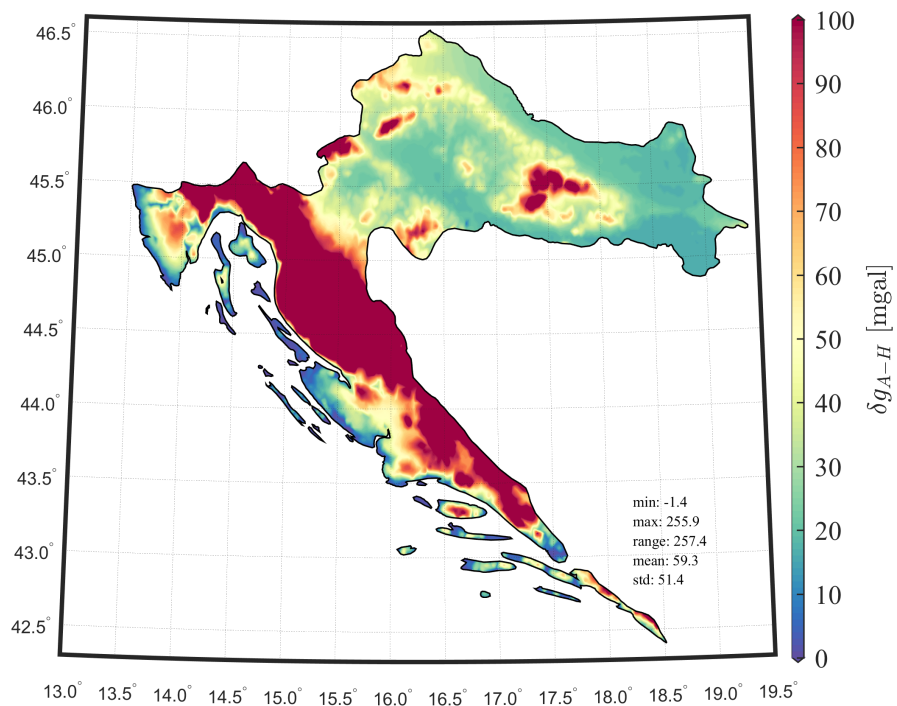 46.5°
46.0°
45.5°
45.0°
44.5°
44.0°
43.5°
43.0°
42.5°
13.0° 13.5° 14.0° 14.5° 15.0° 15.5° 16.0° 16.5° 17.0° 17.5° 18.0° 18.5° 19.0° 19.5°
min: -1.4
max: 255.9
range: 257.4
mean: 59.3
std: 51.4
100
90
80
70
60
50
40
30
20
10
0
δg_{A−H} [mgal]